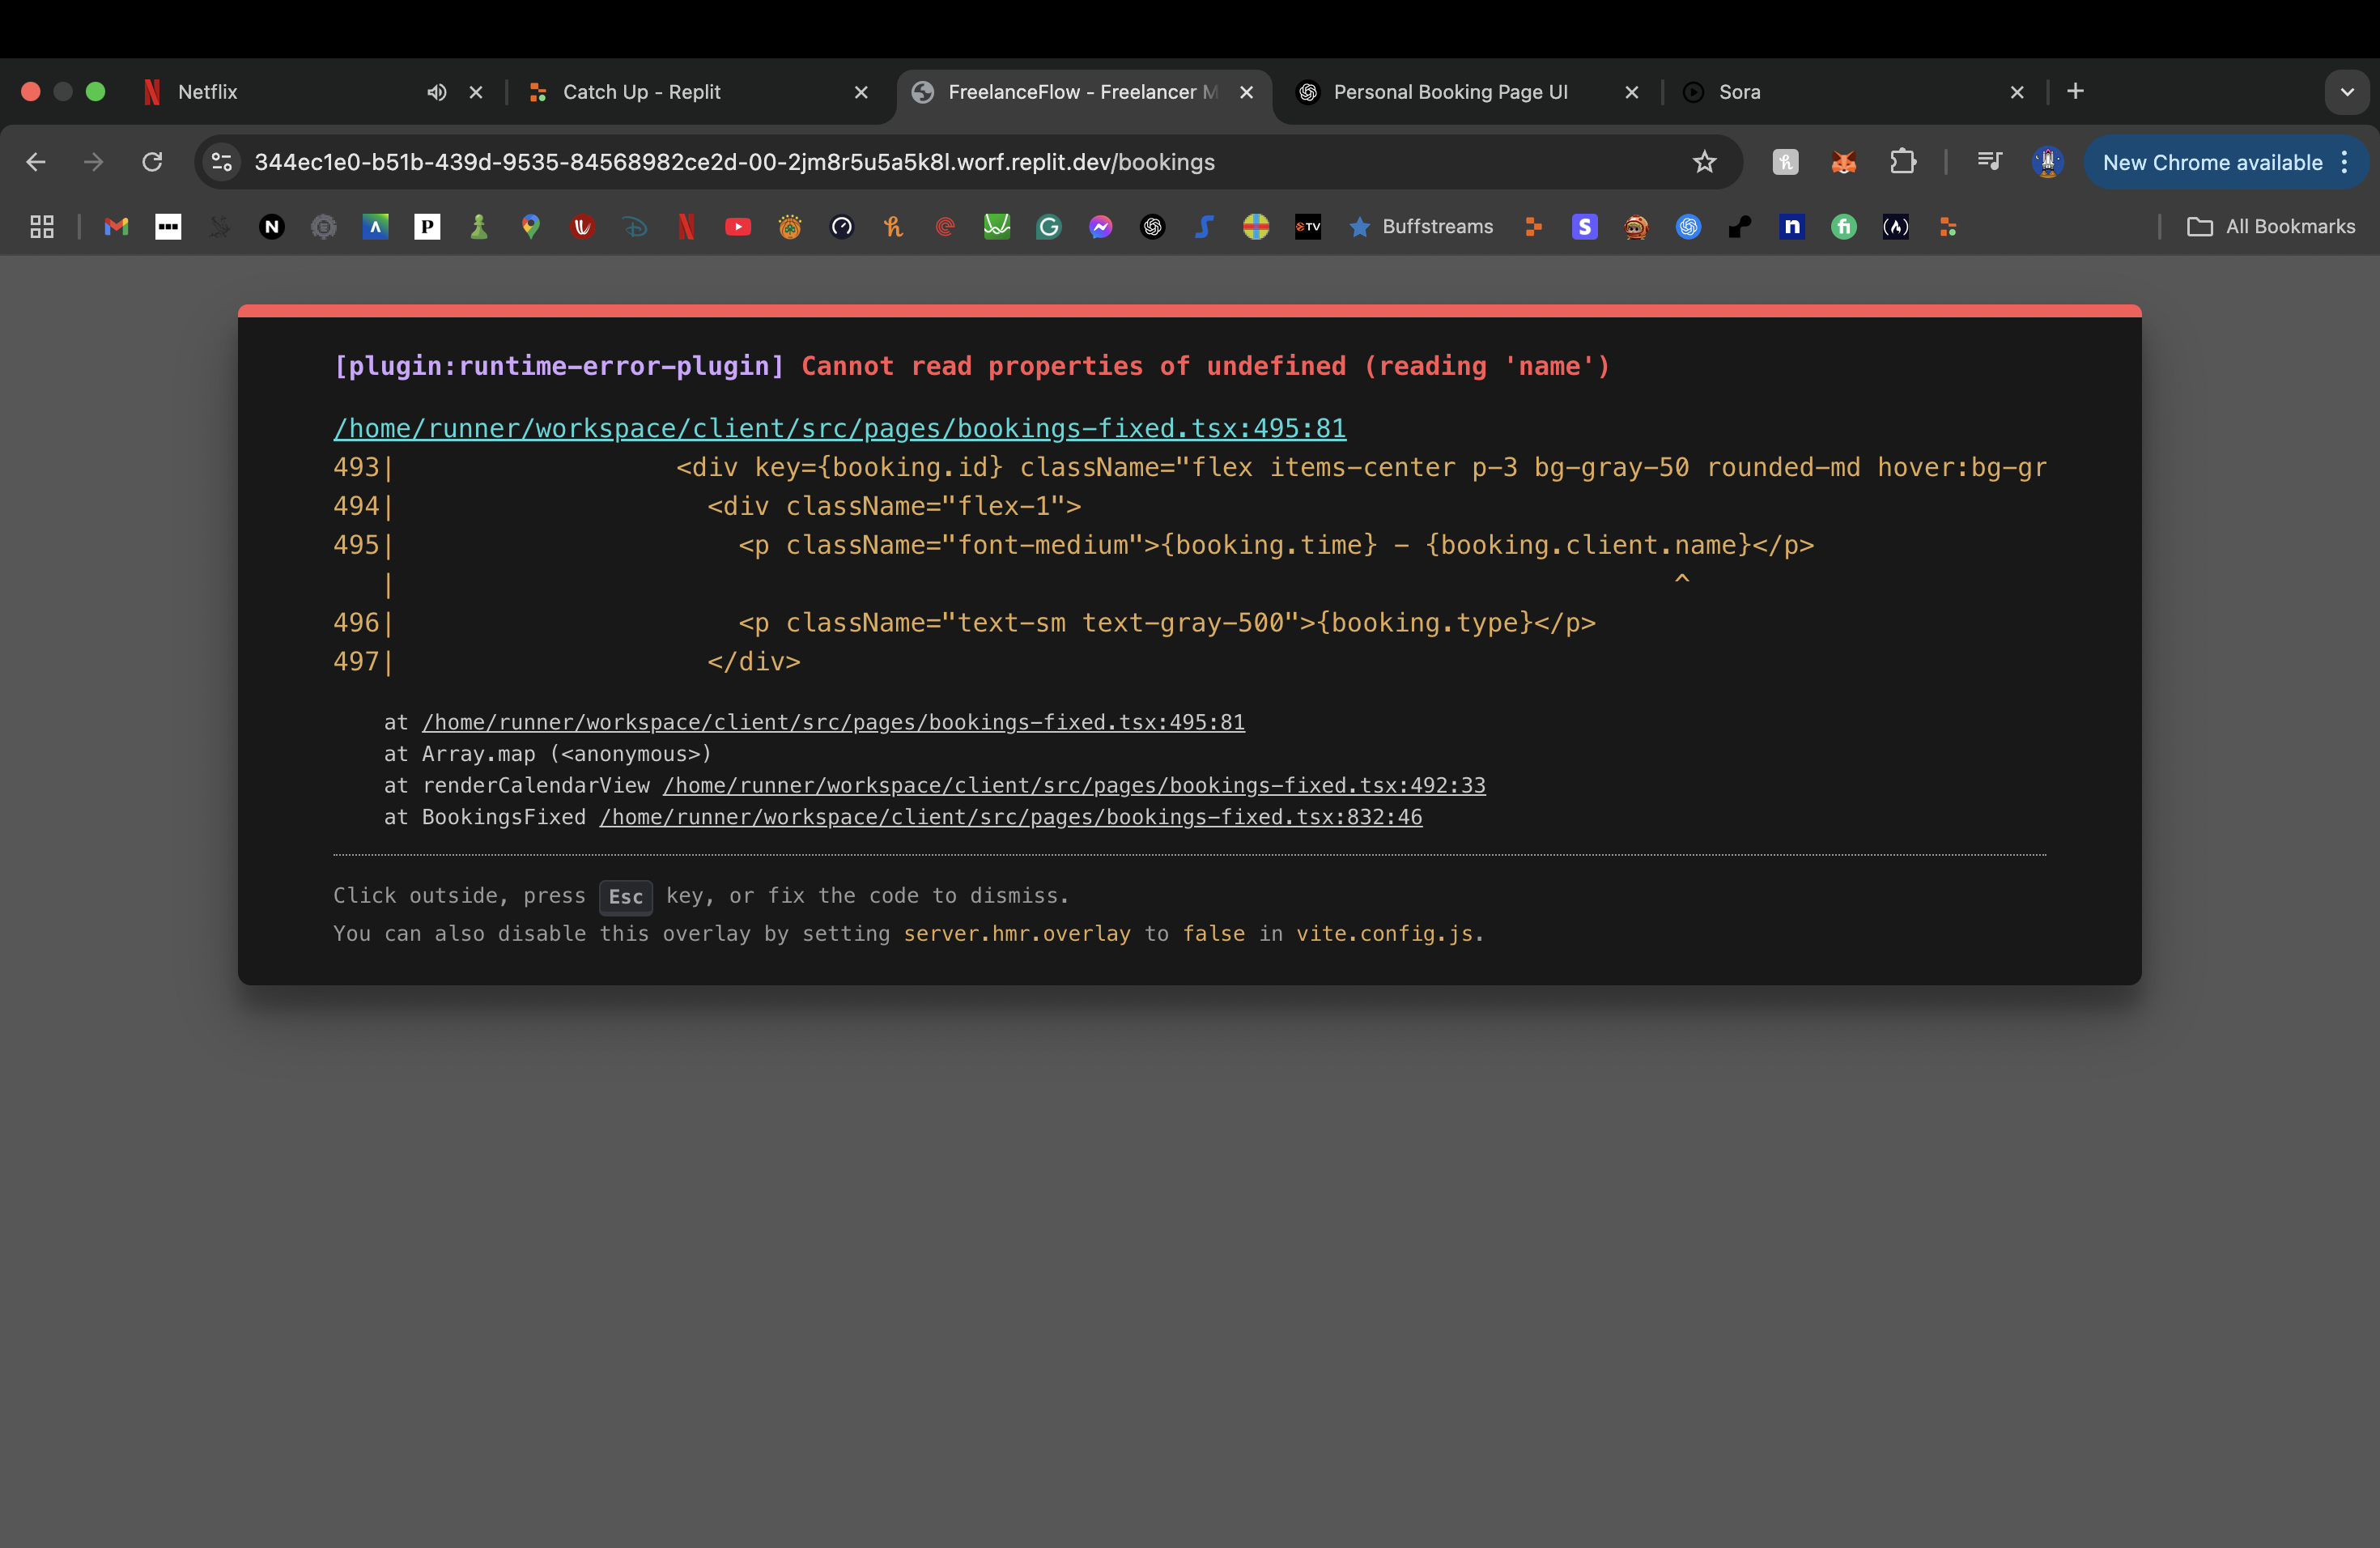 Netflix
Catch Up - Replit
FreelanceFlow - Freelancer M
Personal Booking Page UI
Sora
344ec1e0-b51b-439d-9535-84568982ce2d-00-2jm8r5u5a5k8l.worf.replit.dev/bookings
New Chrome available
Buffstreams
All Bookmarks
[plugin:runtime-error-plugin] Cannot read properties of undefined (reading 'name')
/home/runner/workspace/client/src/pages/bookings-fixed.tsx:495:81
493|                  <div key={booking.id} className="flex items-center p-3 bg-gray-50 rounded-md hover:bg-gr
494|                    <div className="flex-1">
495|                      <p className="font-medium">{booking.time} - {booking.client.name}</p>
   |                                                                                  ^
496|                      <p className="text-sm text-gray-500">{booking.type}</p>
497|                    </div>
at /home/runner/workspace/client/src/pages/bookings-fixed.tsx:495:81
at Array.map (<anonymous>)
at renderCalendarView /home/runner/workspace/client/src/pages/bookings-fixed.tsx:492:33
at BookingsFixed /home/runner/workspace/client/src/pages/bookings-fixed.tsx:832:46
Click outside, press Esc key, or fix the code to dismiss.
You can also disable this overlay by setting server.hmr.overlay to false in vite.config.js.